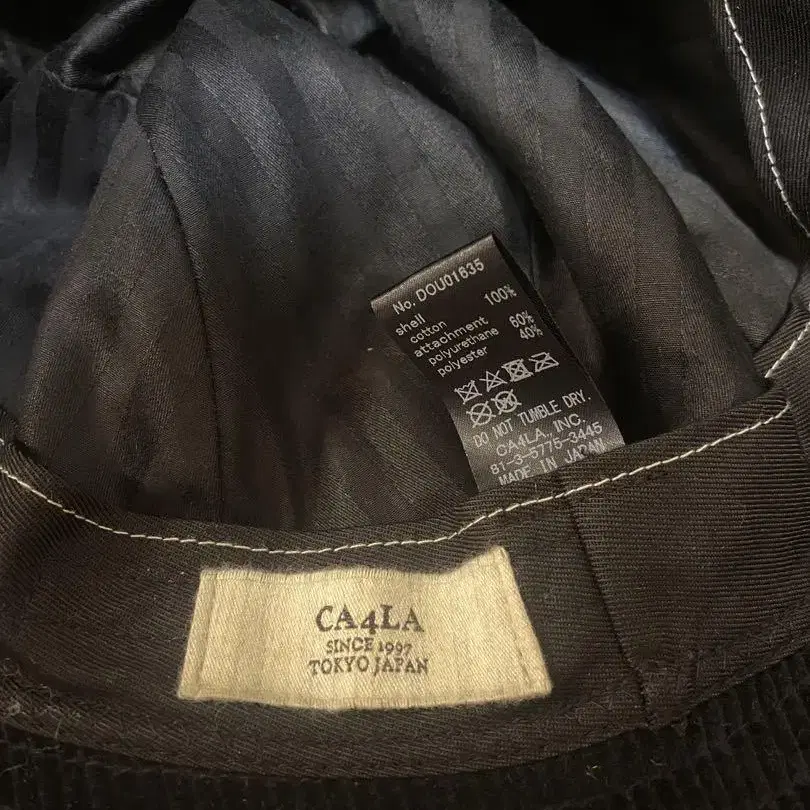 No. DOU01635
shell
cotton 100%
attachment
polyurethane 60%
polyester 40%
DO NOT TUMBLE DRY.
CA4LA, INC.
81-3-5775-3445
MADE IN JAPAN
CA4LA
SINCE 1997
TOKYO JAPAN